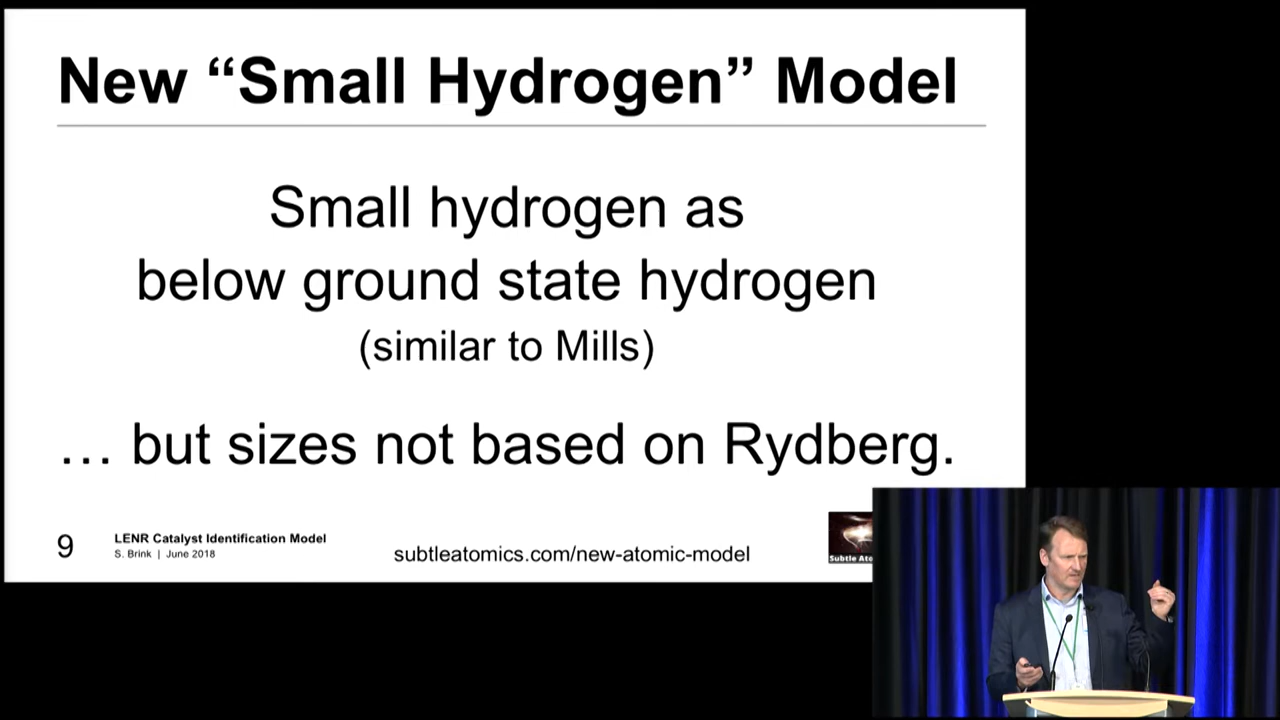 New “Small Hydrogen” Model
Small hydrogen as
below ground state hydrogen
(similar to Mills)
… but sizes not based on Rydberg.
9
LENR Catalyst Identification Model
S. Brink | June 2018
subtleatomics.com/new-atomic-model
Subtle